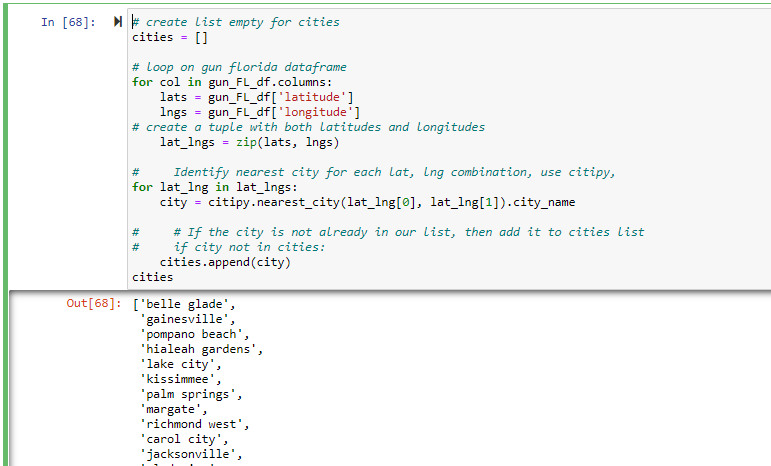 In [68]:
# create list empty for cities
cities = []
# loop on gun florida dataframe
for col in gun_FL_df.columns:
    lats = gun_FL_df['latitude']
    lngs = gun_FL_df['longitude']
# create a tuple with both latitudes and longitudes
    lat_lngs = zip(lats, lngs)
#     Identify nearest city for each lat, lng combination, use citipy,
for lat_lng in lat_lngs:
    city = citipy.nearest_city(lat_lng[0], lat_lng[1]).city_name
#     # If the city is not already in our list, then add it to cities list
#     if city not in cities:
    cities.append(city)
cities
Out[68]: ['belle glade',
 'gainesville',
 'pompano beach',
 'hialeah gardens',
 'lake city',
 'kissimmee',
 'palm springs',
 'margate',
 'richmond west',
 'carol city',
 'jacksonville',